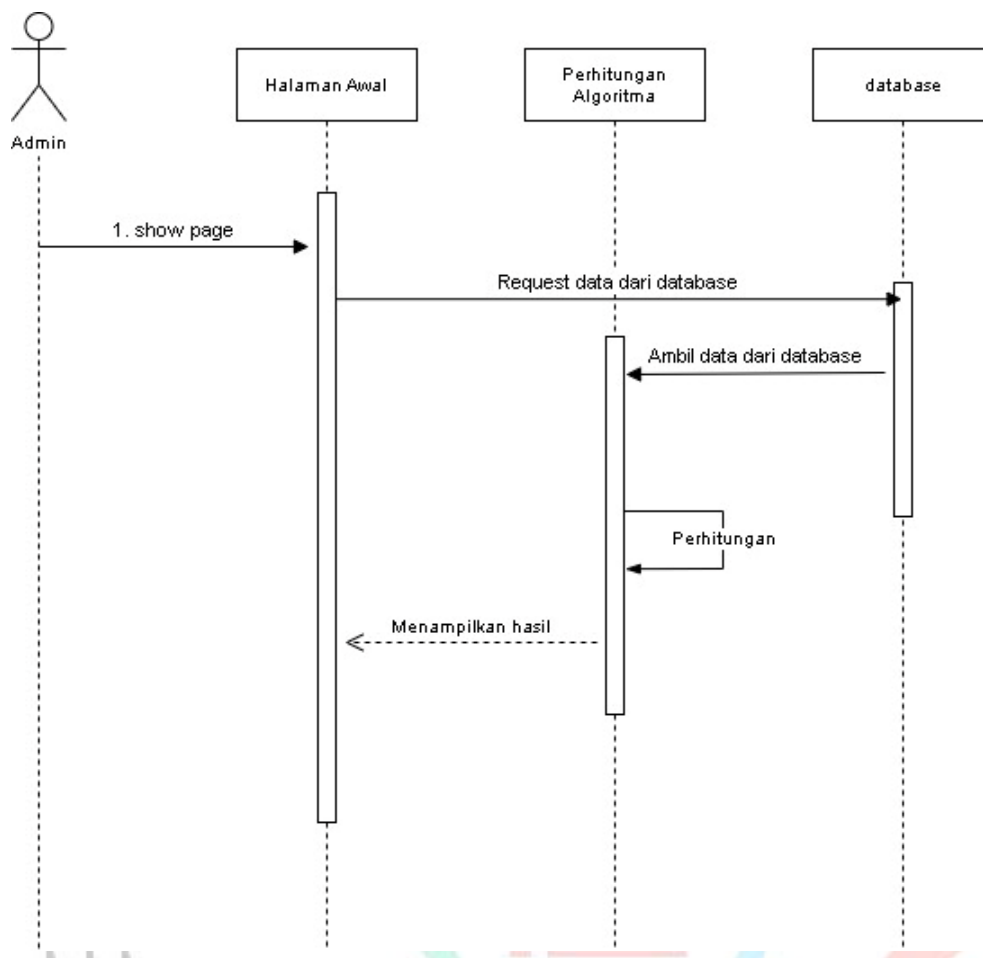 Halaman Awal
Perhitungan
Algoritma
database
Admin
1. show page
Request data dari database
Ambil data dari database
Perhitungan
Menampilkan hasil